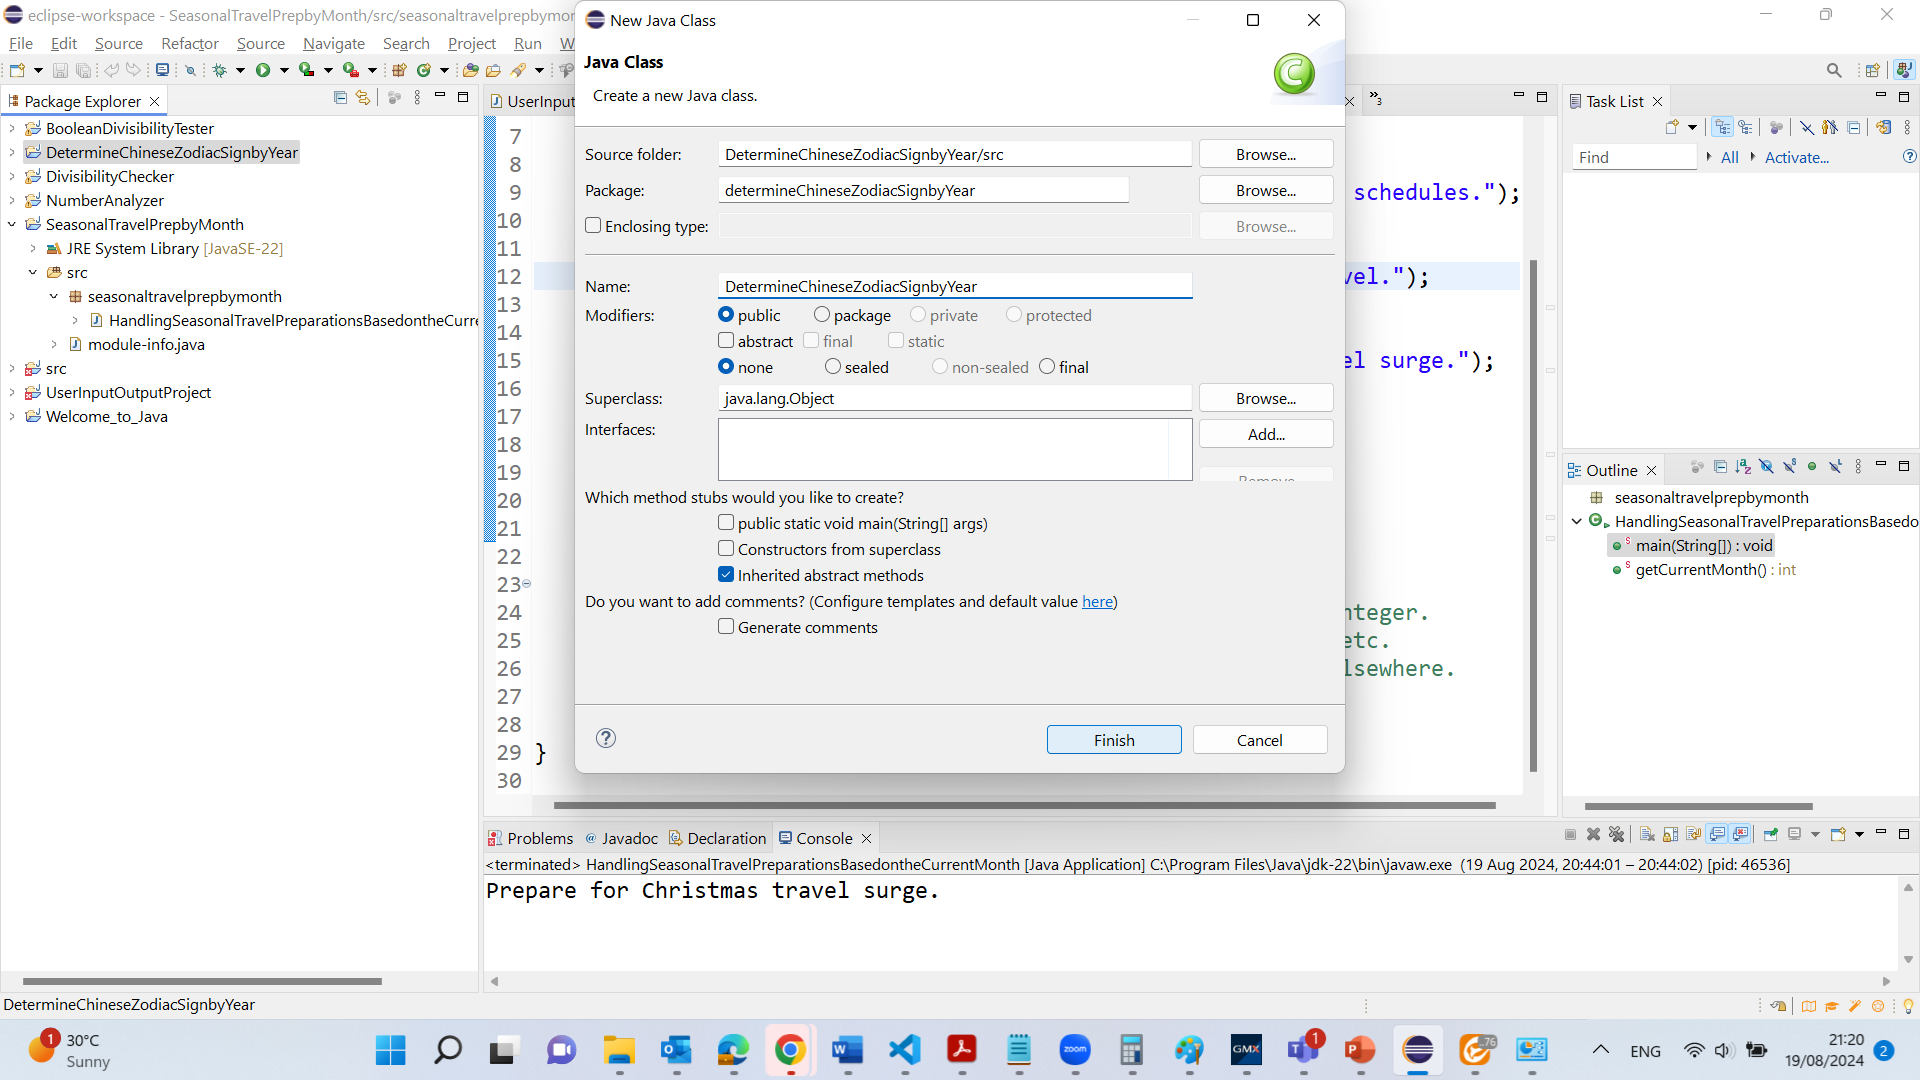 eclipse-workspace - SeasonalTravelPrepbyMonth/src/seasonaltravelprepbymon
File Edit Source Refactor Source Navigate Search Project Run W
Package Explorer
BooleanDivisibilityTester
DetermineChineseZodiacSignbyYear
DivisibilityChecker
NumberAnalyzer
SeasonalTravelPrepbyMonth
JRE System Library [JavaSE-22]
src
seasonaltravelprepbymonth
HandlingSeasonalTravelPreparationsBasedontheCurre
module-info.java
src
UserInputOutputProject
Welcome_to_Java
UserInput
3
7
8
9 schedules.");
10
11
12 vel.");
13
14
15 el surge.");
16
17
18
19
20
21
22
23
24 nteger.
25 etc.
26 lsewhere.
27
28
29 }
30
New Java Class
Java Class
Create a new Java class.
Source folder: DetermineChineseZodiacSignbyYear/src Browse...
Package: determineChineseZodiacSignbyYear Browse...
Enclosing type: Browse...
Name: DetermineChineseZodiacSignbyYear
Modifiers: public package private protected
abstract final static
none sealed non-sealed final
Superclass: java.lang.Object Browse...
Interfaces: Add...
Remove
Which method stubs would you like to create?
public static void main(String[] args)
Constructors from superclass
Inherited abstract methods
Do you want to add comments? (Configure templates and default value here)
Generate comments
Finish Cancel
Task List
Find All Activate...
Outline
seasonaltravelprepbymonth
HandlingSeasonalTravelPreparationsBasedo
main(String[]) : void
getCurrentMonth() : int
Problems Javadoc Declaration Console
<terminated> HandlingSeasonalTravelPreparationsBasedontheCurrentMonth [Java Application] C:\Program Files\Java\jdk-22\bin\javaw.exe (19 Aug 2024, 20:44:01 – 20:44:02) [pid: 46536]
Prepare for Christmas travel surge.
DetermineChineseZodiacSignbyYear
1
30°C
Sunny
zoom
GMX
1
.76
ENG
21:20
19/08/2024
2